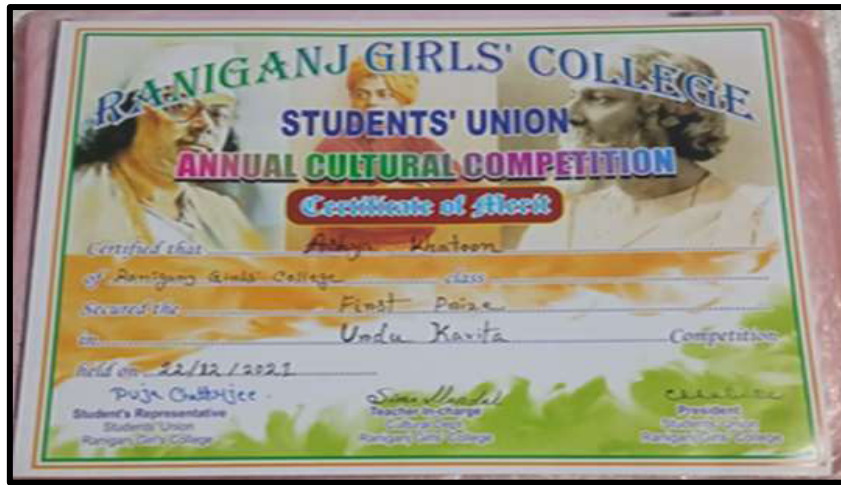 RANIGANJ GIRLS' COLLEGE
STUDENTS' UNION
ANNUAL CULTURAL COMPETITION
Certificate of Merit
Certified that Khatoon
of Raniganj Girls' College class
Secured the First Prize
in Urdu Kavita Competition
held on 22/12/2021
Puja Chatterjee
Student's Representative
Students' Union
Raniganj Girl's College
Teacher In-charge
Cultural Dept.
Raniganj Girls' College
President
Students' Union
Raniganj Girls' College